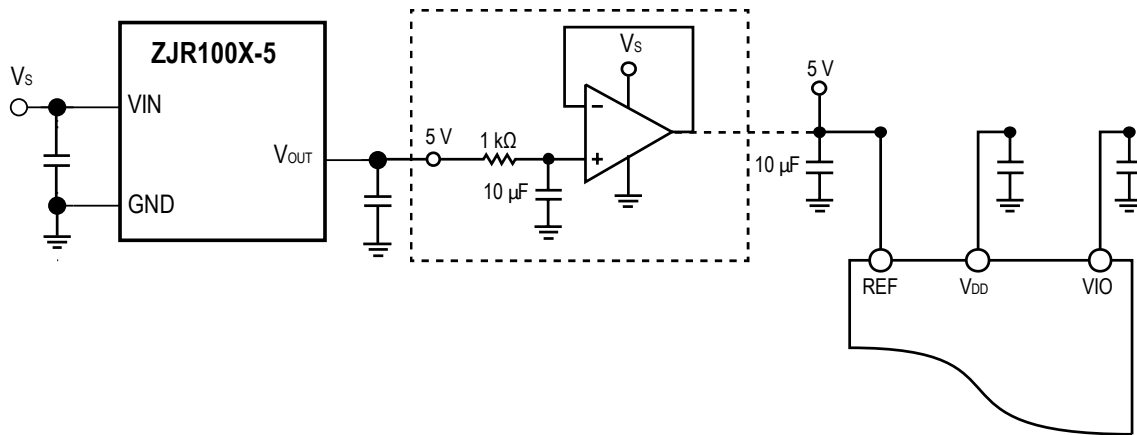 ZJR100X-5
VS
VIN
VOUT
GND
5 V
1 kΩ
10 µF
VS
−
+
5 V
10 µF
REF
VDD
VIO